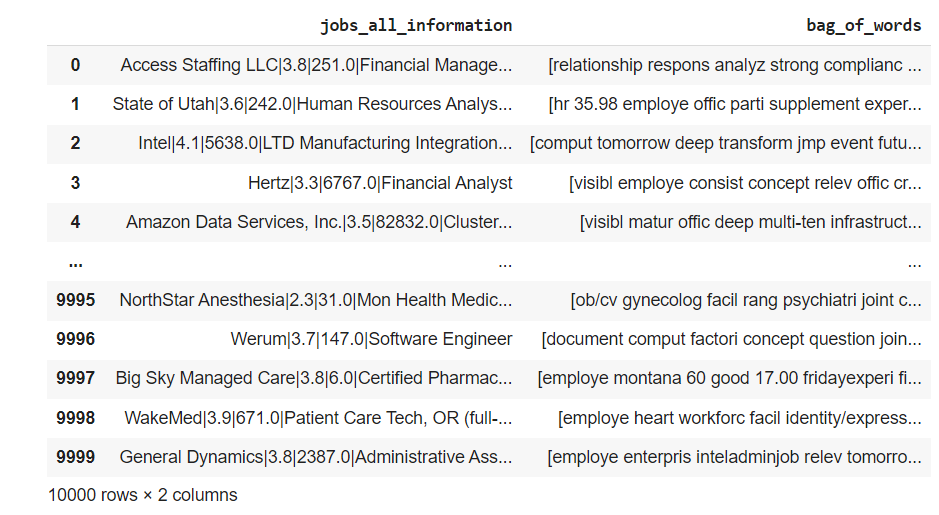 jobs_all_information bag_of_words
0 Access Staffing LLC|3.8|251.0|Financial Manage... [relationship respons analyz strong complianc ...
1 State of Utah|3.6|242.0|Human Resources Analys... [hr 35.98 employe offic parti supplement exper...
2 Intel|4.1|5638.0|LTD Manufacturing Integration... [comput tomorrow deep transform jmp event futu...
3 Hertz|3.3|6767.0|Financial Analyst [visibl employe consist concept relev offic cr...
4 Amazon Data Services, Inc.|3.5|82832.0|Cluster... [visibl matur offic deep multi-ten infrastruct...
... ... ...
9995 NorthStar Anesthesia|2.3|31.0|Mon Health Medic... [ob/cv gynecolog facil rang psychiatri joint c...
9996 Werum|3.7|147.0|Software Engineer [document comput factori concept question join...
9997 Big Sky Managed Care|3.8|6.0|Certified Pharmac... [employe montana 60 good 17.00 fridayexperi fi...
9998 WakeMed|3.9|671.0|Patient Care Tech, OR (full-... [employe heart workforc facil identity/express...
9999 General Dynamics|3.8|2387.0|Administrative Ass... [employe enterpris inteladminjob relev tomorro...
10000 rows × 2 columns